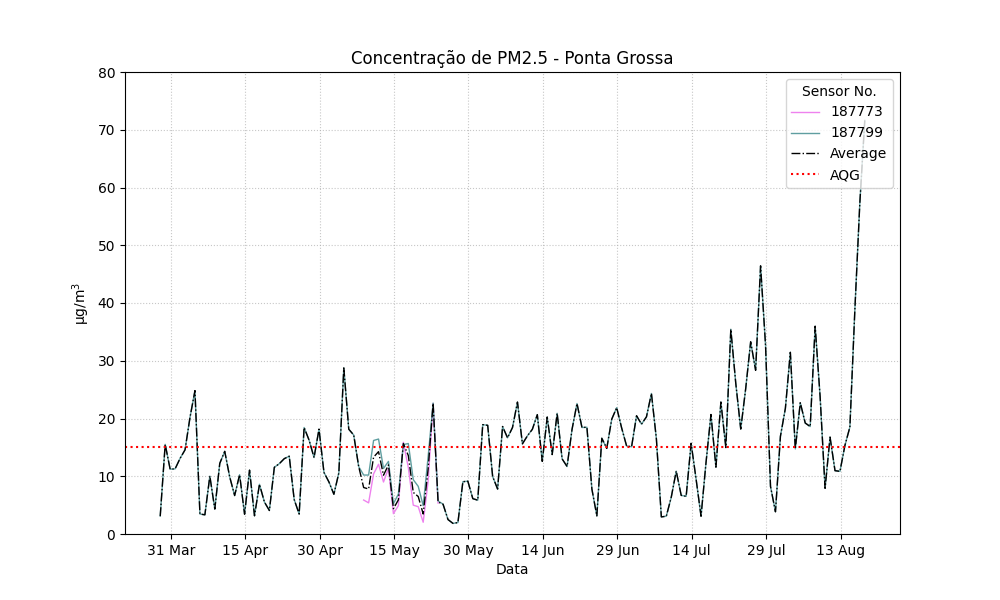 Concentração de PM2.5 - Ponta Grossa
80
70
60
50
40
30
20
10
0
µg/m³
Sensor No.
187773
187799
Average
AQG
31 Mar 15 Apr 30 Apr 15 May 30 May 14 Jun 29 Jun 14 Jul 29 Jul 13 Aug
Data